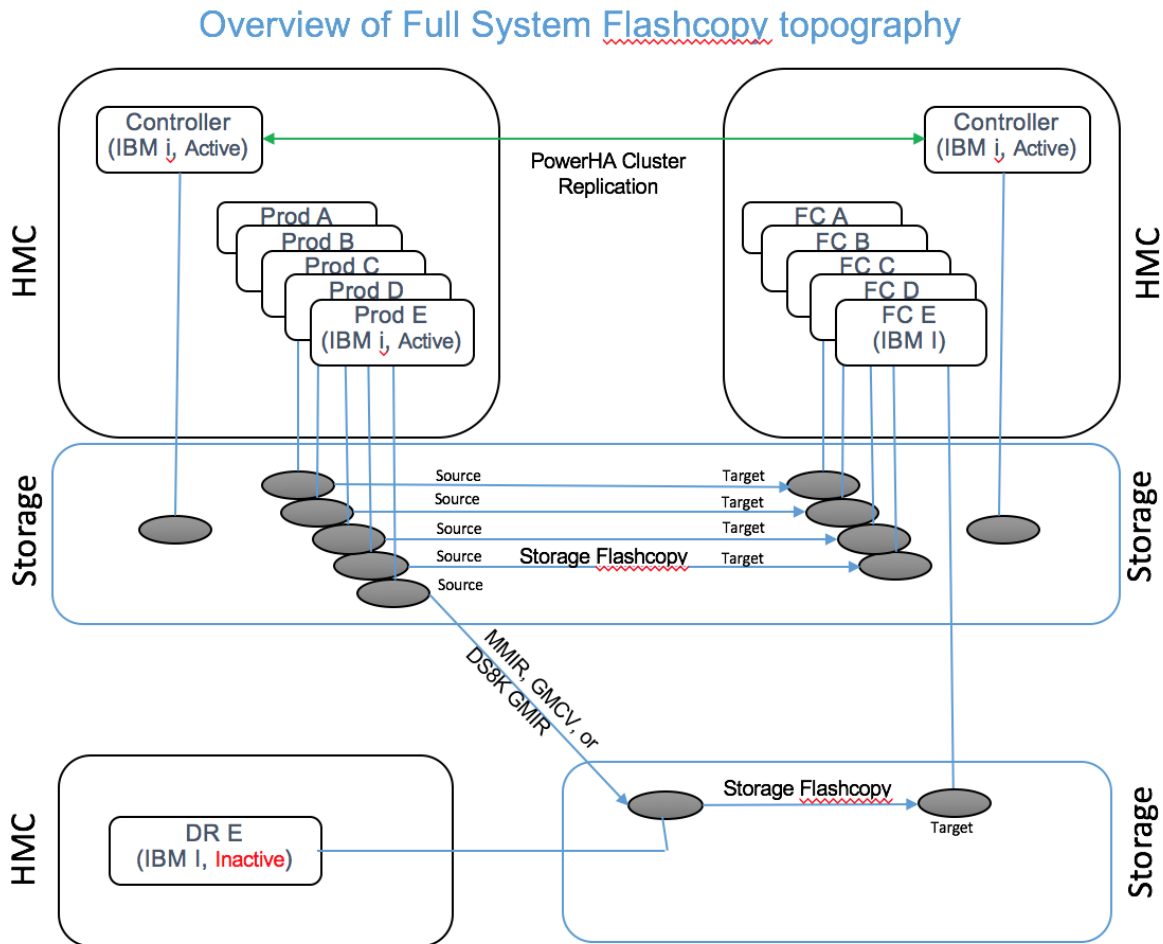 Overview of Full System Flashcopy topography
Controller
(IBM i, Active)
PowerHA Cluster
Replication
Controller
(IBM i, Active)
HMC
Prod A
Prod B
Prod C
Prod D
Prod E
(IBM i, Active)
FC A
FC B
FC C
FC D
FC E
(IBM I)
HMC
Storage
Source
Target
Source
Target
Source
Target
Source
Storage Flashcopy
Target
Source
Storage
MMIR, GMCV, or
DS8K GMIR
HMC
DR E
(IBM I, Inactive)
Storage Flashcopy
Target
Storage